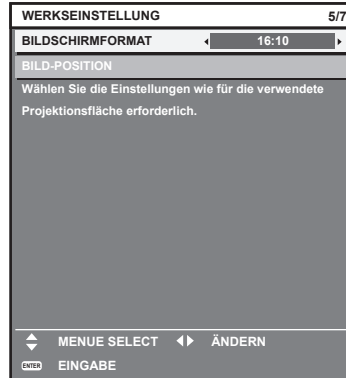 WERKSEINSTELLUNG 5/7
BILDSCHIRMFORMAT 16:10
BILD-POSITION
Wählen Sie die Einstellungen wie für die verwendete
Projektionsfläche erforderlich.
MENUE SELECT ÄNDERN
ENTER EINGABE